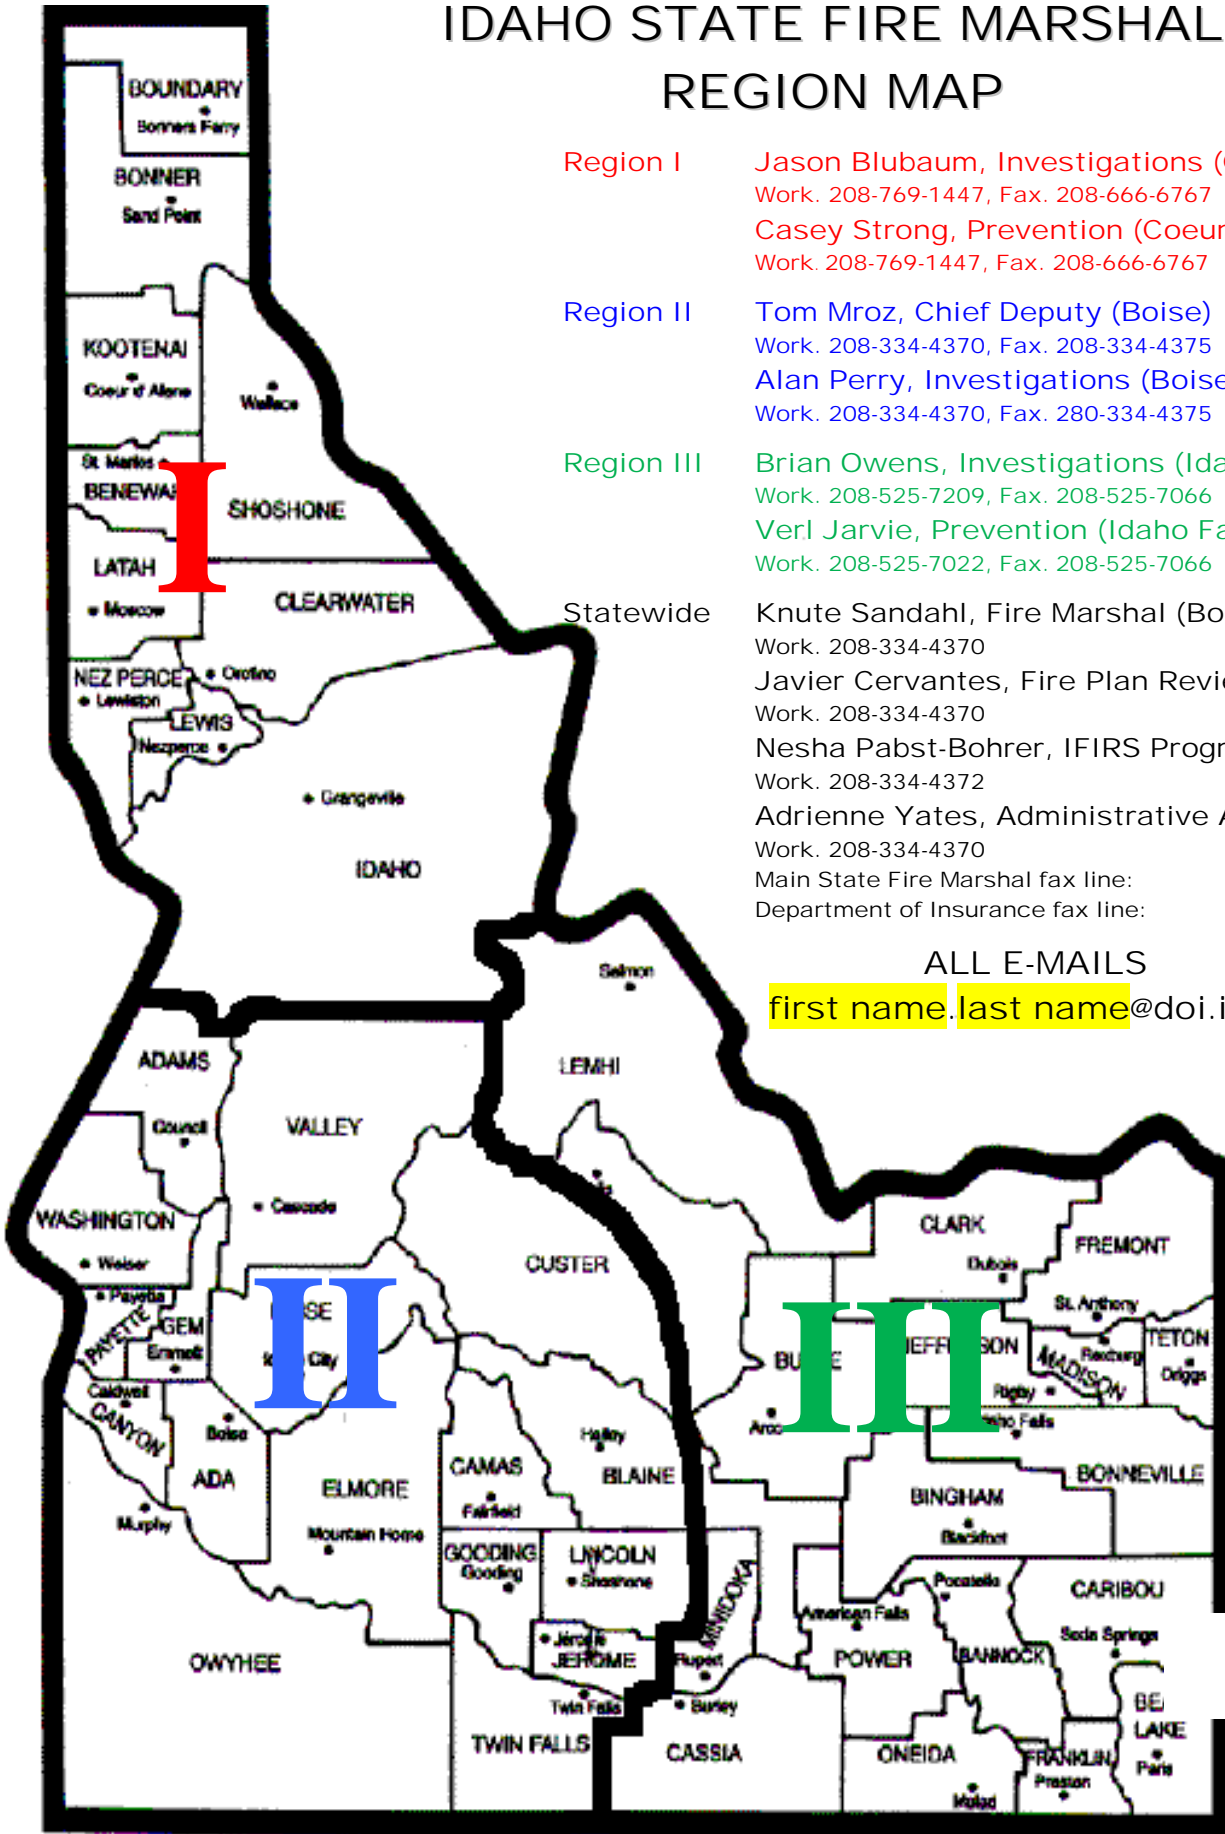 IDAHO STATE FIRE MARSHAL
REGION MAP
Region I
Jason Blubaum, Investigations (
Work. 208-769-1447, Fax. 208-666-6767
Casey Strong, Prevention (Coeur
Work. 208-769-1447, Fax. 208-666-6767
Region II
Tom Mroz, Chief Deputy (Boise)
Work. 208-334-4370, Fax. 208-334-4375
Alan Perry, Investigations (Boise
Work. 208-334-4370, Fax. 280-334-4375
Region III
Brian Owens, Investigations (Ida
Work. 208-525-7209, Fax. 208-525-7066
Verl Jarvie, Prevention (Idaho Fa
Work. 208-525-7022, Fax. 208-525-7066
Statewide
Knute Sandahl, Fire Marshal (Bo
Work. 208-334-4370
Javier Cervantes, Fire Plan Revie
Work. 208-334-4370
Nesha Pabst-Bohrer, IFIRS Progr
Work. 208-334-4372
Adrienne Yates, Administrative A
Work. 208-334-4370
Main State Fire Marshal fax line:
Department of Insurance fax line:
ALL E-MAILS
first name.last name@doi.i
BOUNDARY
Bonners Ferry
BONNER
Sand Point
KOOTENAI
Coeur d'Alene
Wallace
St. Maries
BENEWAH
I
SHOSHONE
LATAH
Moscow
CLEARWATER
NEZ PERCE
Orofino
Lewiston
LEWIS
Nezperce
Grangeville
IDAHO
Salmon
LEMHI
ADAMS
Council
VALLEY
Cascade
WASHINGTON
Weiser
CUSTER
CLARK
Dubois
FREMONT
Payette
PAYETTE
GEM
Emmett
II
SE
City
St. Anthony
III
JEFFERSON
MADISON
Rexburg
TETON
Driggs
Rigby
BUTTE
Arco
Idaho Falls
Caldwell
CANYON
Boise
ADA
Murphy
ELMORE
Mountain Home
CAMAS
Fairfield
Hailey
BLAINE
BONNEVILLE
BINGHAM
Blackfoot
GOODING
Gooding
LINCOLN
Shoshone
MINIDOKA
Pocatello
CARIBOU
American Falls
Soda Springs
OWYHEE
Jerome
JEROME
Rupert
POWER
BANNOCK
Twin Falls
Burley
TWIN FALLS
CASSIA
ONEIDA
Malad
FRANKLIN
Preston
BEA
LAKE
Paris